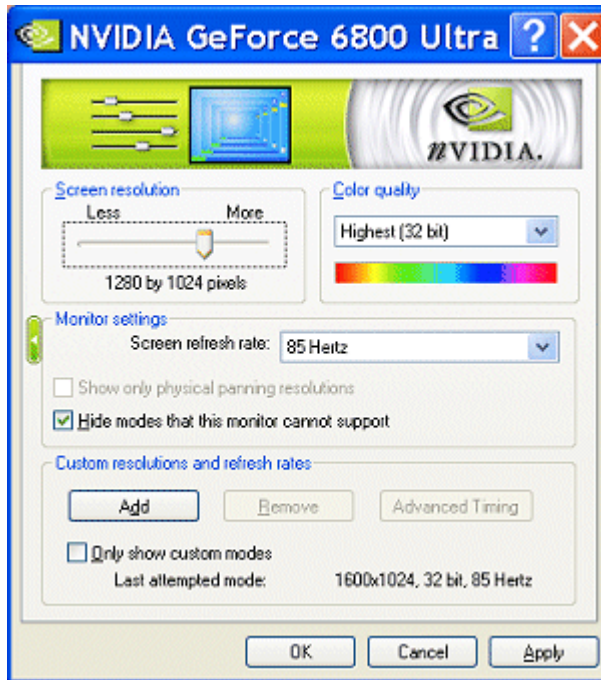 NVIDIA GeForce 6800 Ultra
nVIDIA.
Screen resolution
Less More
1280 by 1024 pixels
Color quality
Highest (32 bit)
Monitor settings
Screen refresh rate: 85 Hertz
Show only physical panning resolutions
Hide modes that this monitor cannot support
Custom resolutions and refresh rates
Add Remove Advanced Timing
Only show custom modes
Last attempted mode: 1600x1024, 32 bit, 85 Hertz
OK Cancel Apply